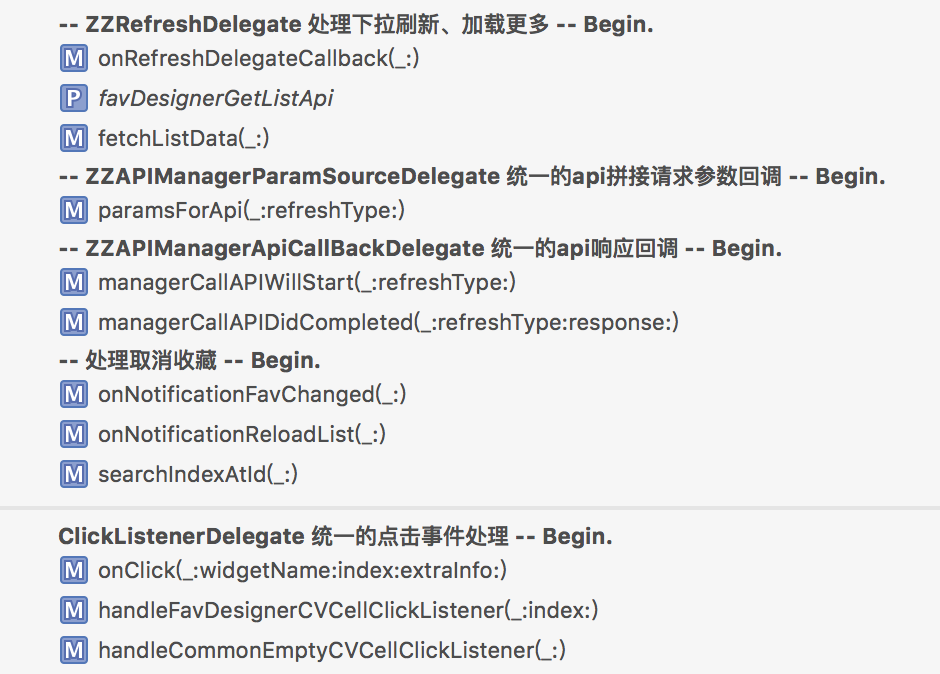 -- ZZRefreshDelegate 处理下拉刷新、加载更多 -- Begin.
M onRefreshDelegateCallback(_:)
P favDesignerGetListApi
M fetchListData(_:)
-- ZZAPIManagerParamSourceDelegate 统一的api拼接请求参数回调 -- Begin.
M paramsForApi(_:refreshType:)
-- ZZAPIManagerApiCallBackDelegate 统一的api响应回调 -- Begin.
M managerCallAPIWillStart(_:refreshType:)
M managerCallAPIDidCompleted(_:refreshType:response:)
-- 处理取消收藏 -- Begin.
M onNotificationFavChanged(_:)
M onNotificationReloadList(_:)
M searchIndexAtId(_:)
ClickListenerDelegate 统一的点击事件处理 -- Begin.
M onClick(_:widgetName:index:extraInfo:)
M handleFavDesignerCVCellClickListener(_:index:)
M handleCommonEmptyCVCellClickListener(_:)